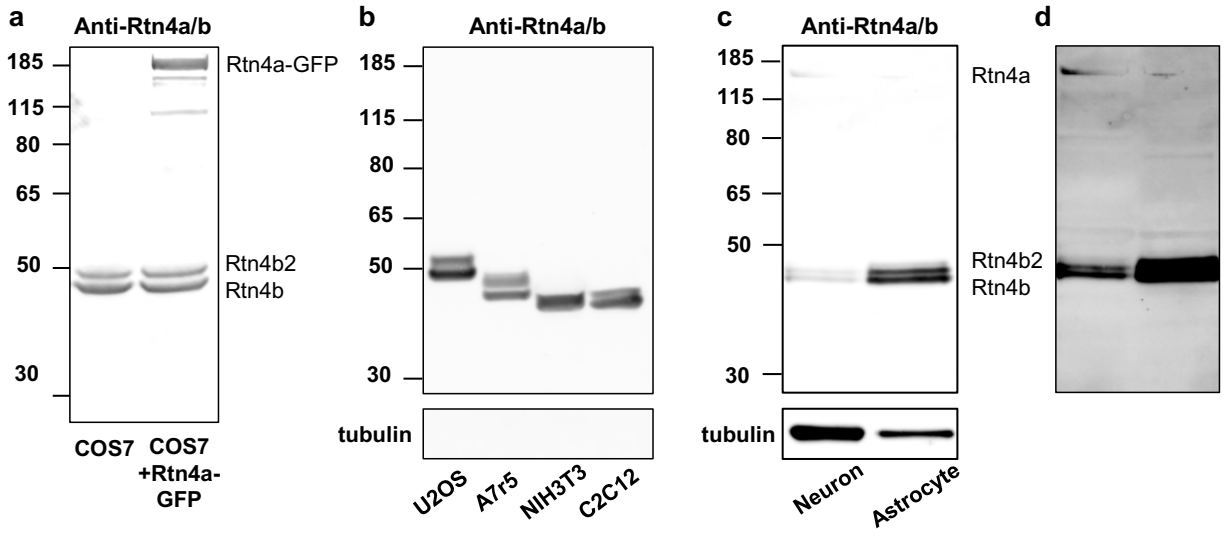 a
Anti-Rtn4a/b
185
115
80
65
50
30
Rtn4a-GFP
Rtn4b2
Rtn4b
COS7
COS7
+Rtn4a-
GFP
b
Anti-Rtn4a/b
185
115
80
65
50
30
tubulin
U2OS
A7r5
NIH3T3
C2C12
c
Anti-Rtn4a/b
185
115
80
65
50
30
Rtn4a
Rtn4b2
Rtn4b
tubulin
Neuron
Astrocyte
d